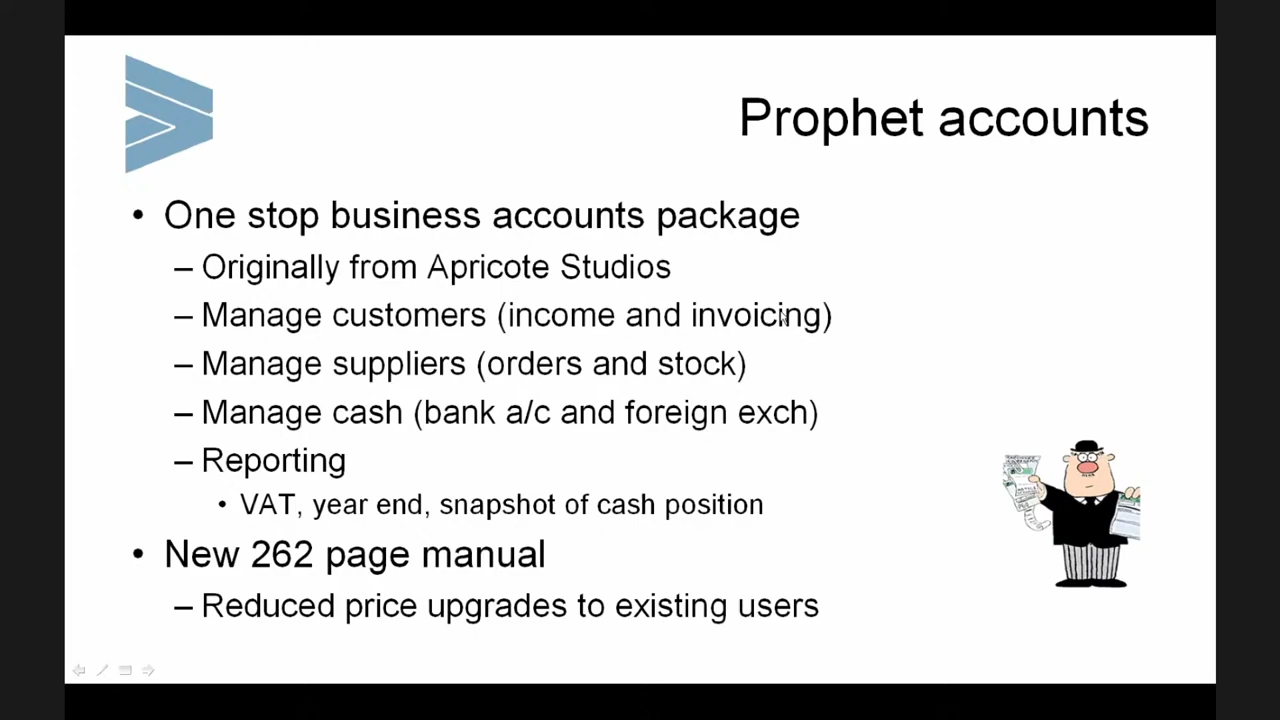 Prophet accounts
• One stop business accounts package
– Originally from Apricote Studios
– Manage customers (income and invoicing)
– Manage suppliers (orders and stock)
– Manage cash (bank a/c and foreign exch)
– Reporting
• VAT, year end, snapshot of cash position
• New 262 page manual
– Reduced price upgrades to existing users